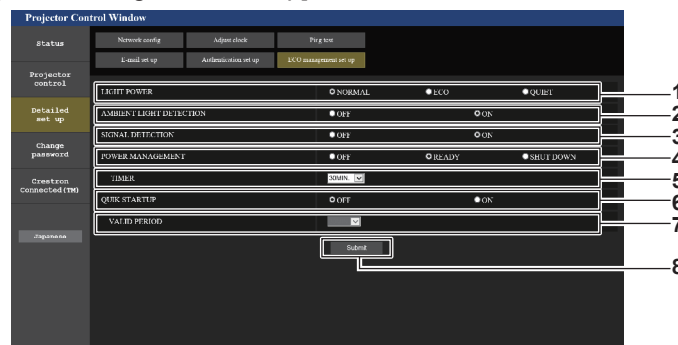 Projector Control Window
Status
Network config Adjust clock Ping test
E-mail set up Authentication set up ECO management set up
Projector
control
Detailed
set up
Change
password
Crestron
Connected(TM)
Japanese
LIGHT POWER NORMAL ECO QUIET 1
AMBIENT LIGHT DETECTION OFF ON 2
SIGNAL DETECTION OFF ON 3
POWER MANAGEMENT OFF READY SHUT DOWN 4
TIMER 30MIN. 5
QUIK STARTUP OFF ON 6
VALID PERIOD 7
Submit 8